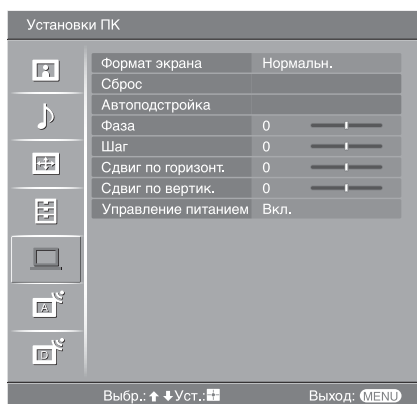 Установки ПК
Формат экрана Нормальн.
Сброс
Автоподстройка
Фаза 0
Шаг 0
Сдвиг по горизонт. 0
Сдвиг по вертик. 0
Управление питанием Вкл.
A
D
Выбр.: Уст.: Выход: MENU